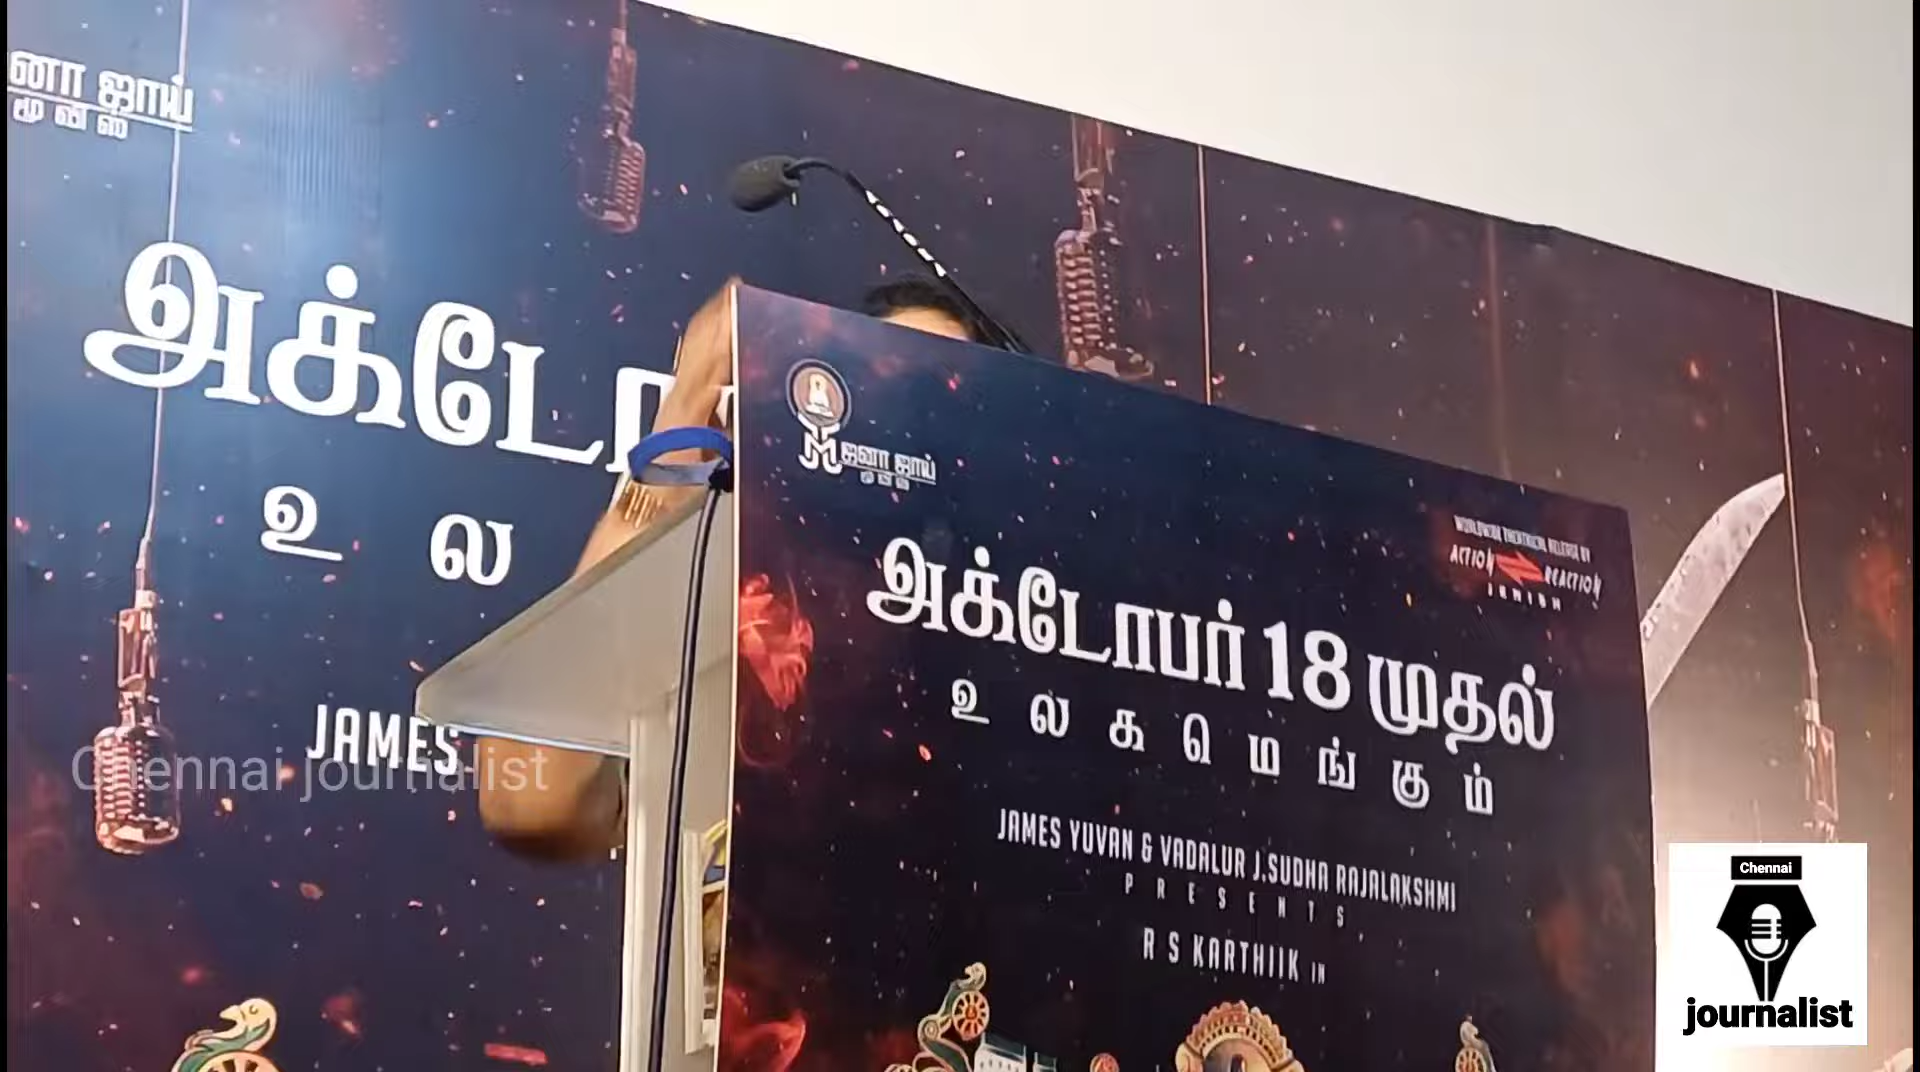 ஜாய்
மூவிஸ்
அக்டோ
உ ல
JAMES
Chennai journalist
JM
ஜனா ஜாய்
மூவிஸ்
WORLDWIDE THEATRICAL RELEASE BY
ACTION REACTION
JENISH
அக்டோபர் 18 முதல்
உ ல க மெ ங் கு ம்
JAMES YUVAN & VADALUR J.SUDHA RAJALAKSHMI
P R E S E N T S
R S KARTHIIK IN
Chennai
journalist